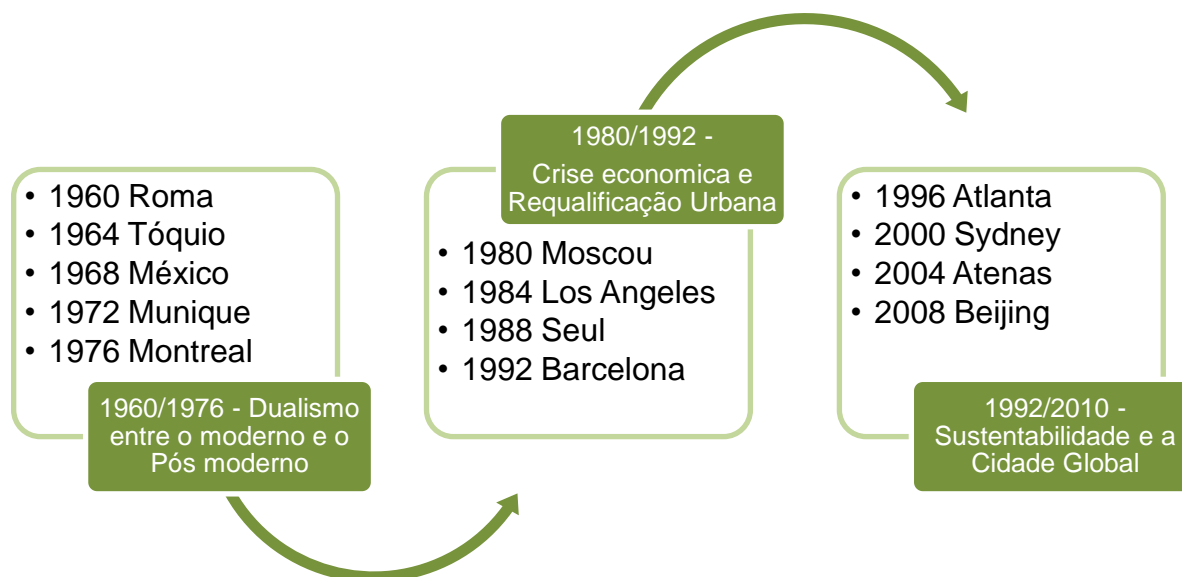 • 1960 Roma
• 1964 Tóquio
• 1968 México
• 1972 Munique
• 1976 Montreal
1960/1976 - Dualismo
entre o moderno e o
Pós moderno
1980/1992 -
Crise economica e
Requalificação Urbana
• 1980 Moscou
• 1984 Los Angeles
• 1988 Seul
• 1992 Barcelona
• 1996 Atlanta
• 2000 Sydney
• 2004 Atenas
• 2008 Beijing
1992/2010 -
Sustentabilidade e a
Cidade Global